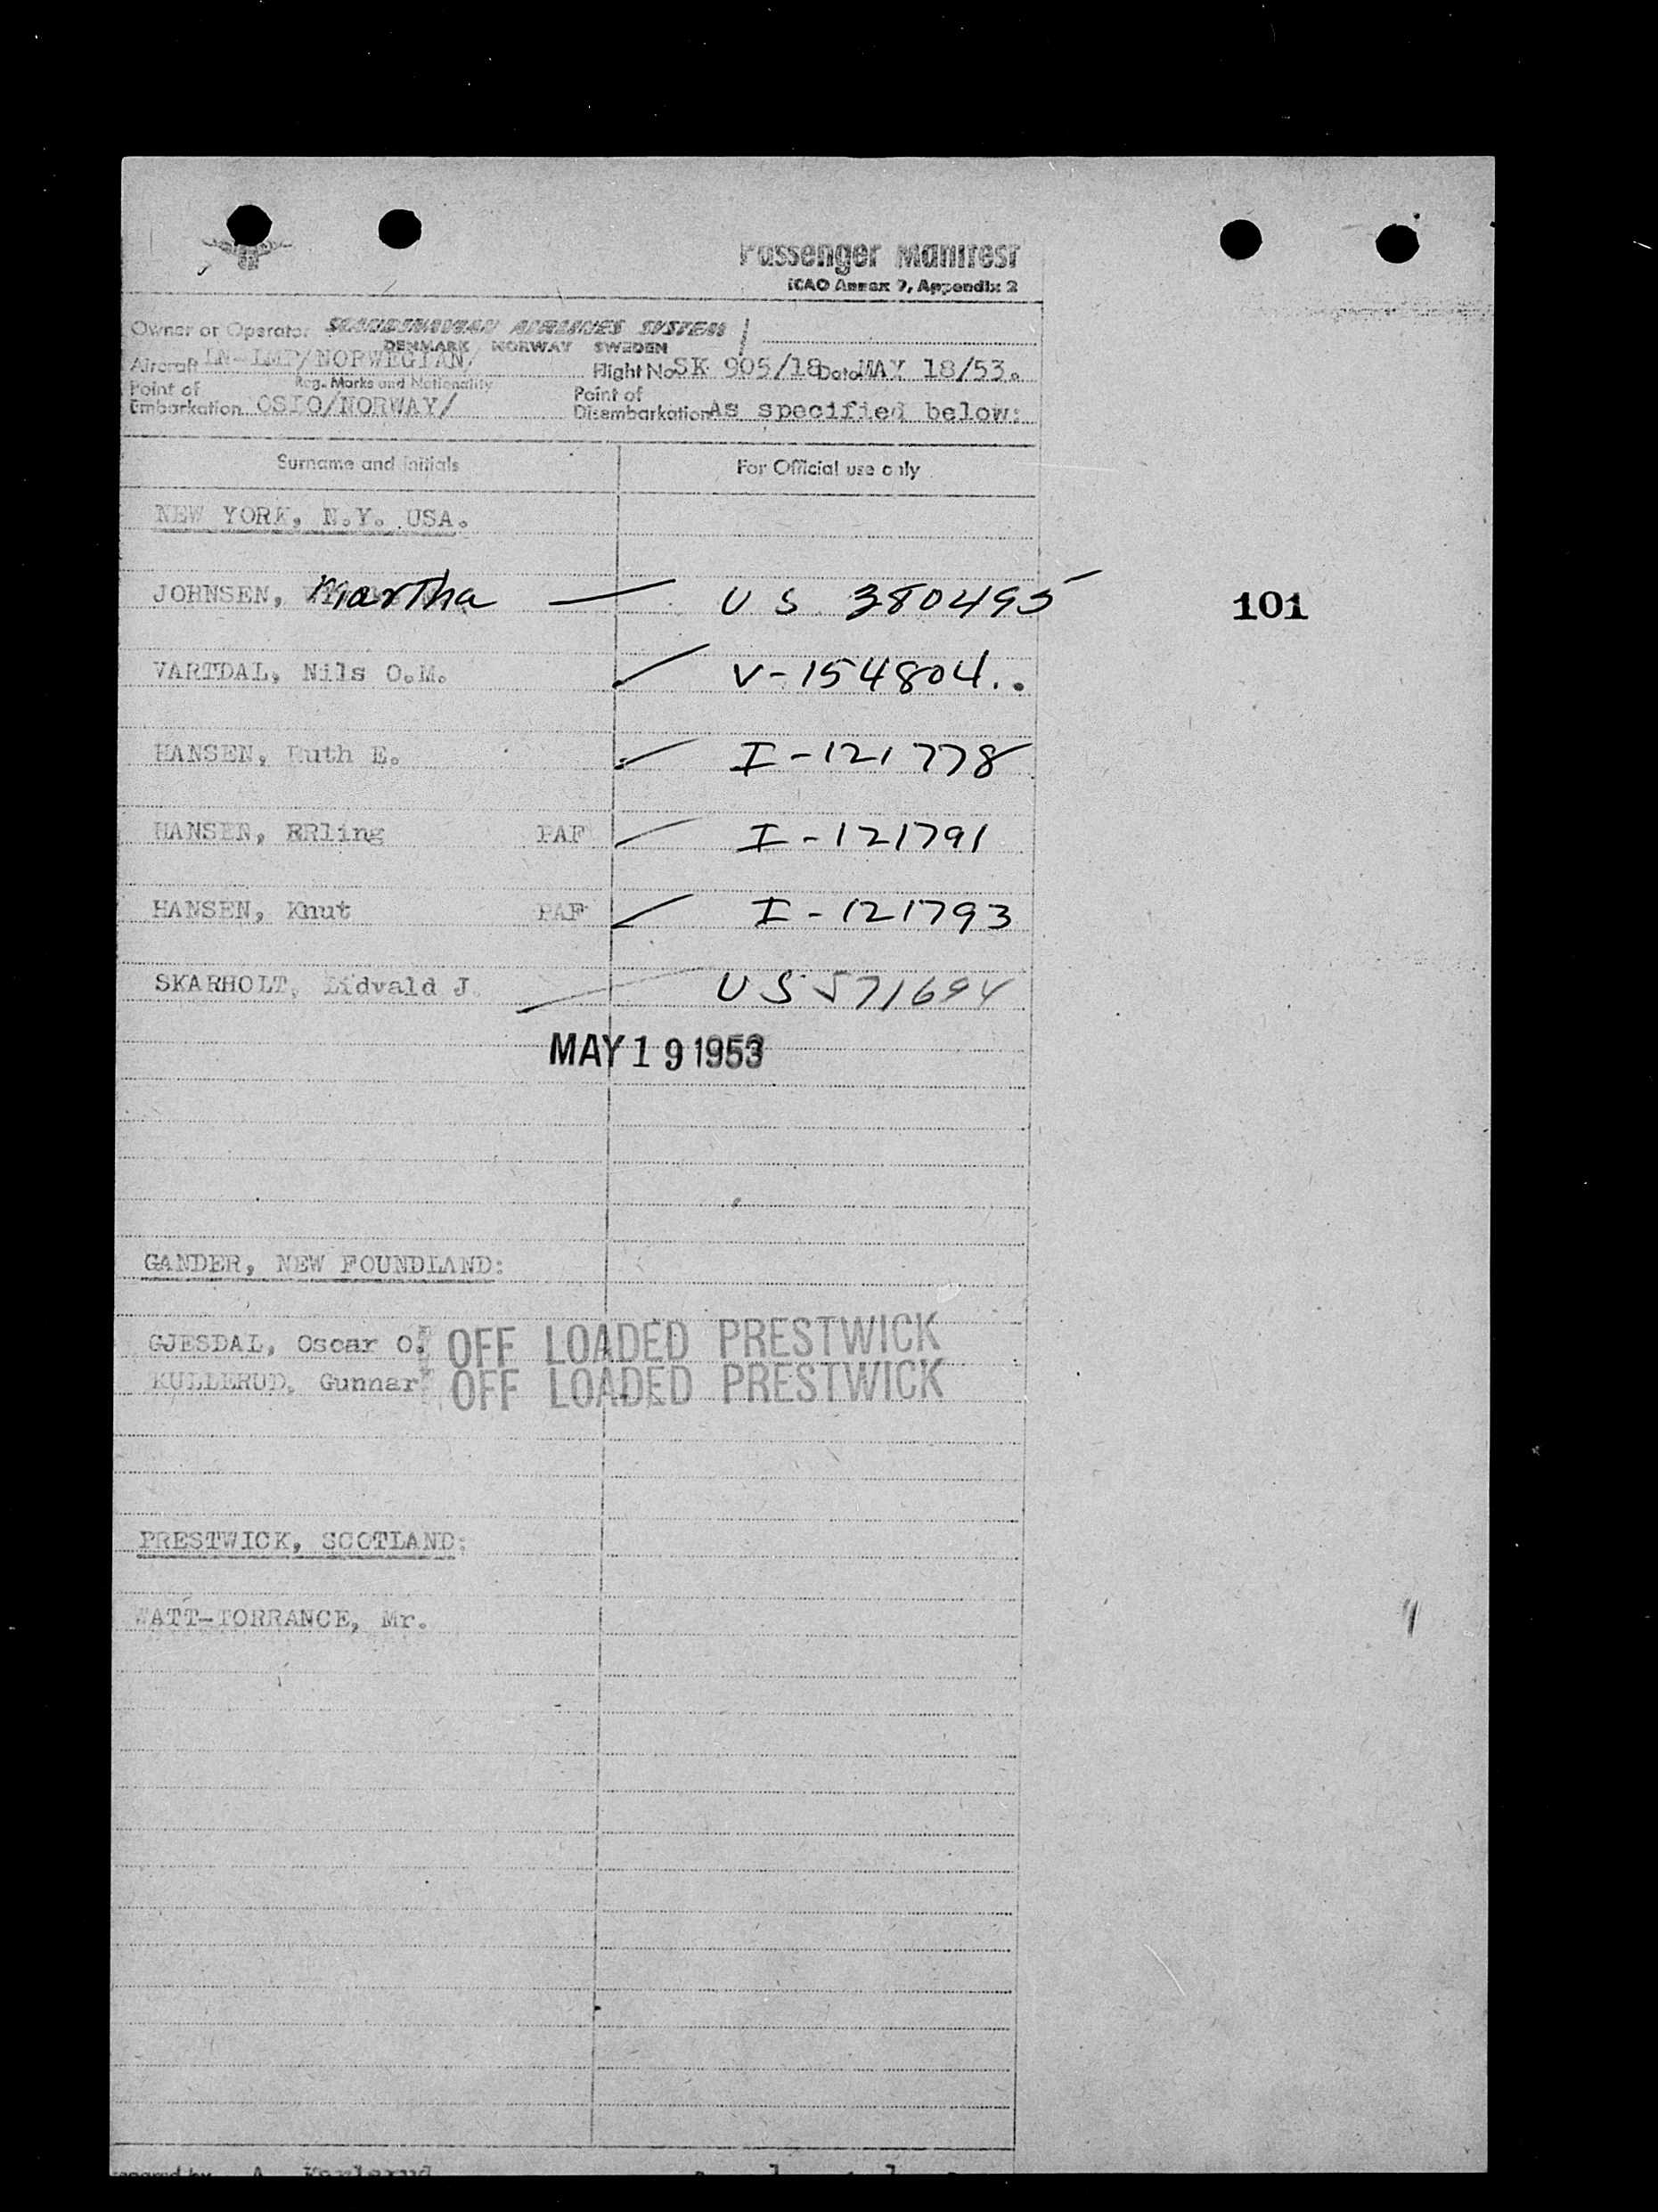 Passenger Manifest
ICAO Annex 9, Appendix 2
Owner or Operator SCANDINAVIAN AIRLINES SYSTEM
DENMARK NORWAY SWEDEN
Aircraft LN-LMP/NORWEGIAN/ Flight No. SK 905/18 Date MAY 18/53.
Reg. Marks and Nationality
Point of Embarkation OSLO/NORWAY/ Point of Disembarkation As specified below:
Surname and initials For Official use only
NEW YORK, N.Y. USA.
JOHNSEN, Martha US 380495 101
VARTDAL, Nils O.M. V-154804..
HANSEN, Ruth E. I-121778
HANSEN, ERling PAF I-121791
HANSEN, Knut PAF I-121793
SKARHOLT, Lidvald J. US 571694
MAY 19 1953
GANDER, NEW FOUNDLAND:
GJESDAL, Oscar O. OFF LOADED PRESTWICK
KULLERUD, Gunnar OFF LOADED PRESTWICK
PRESTWICK, SCOTLAND:
WATT-TORRANCE, Mr.